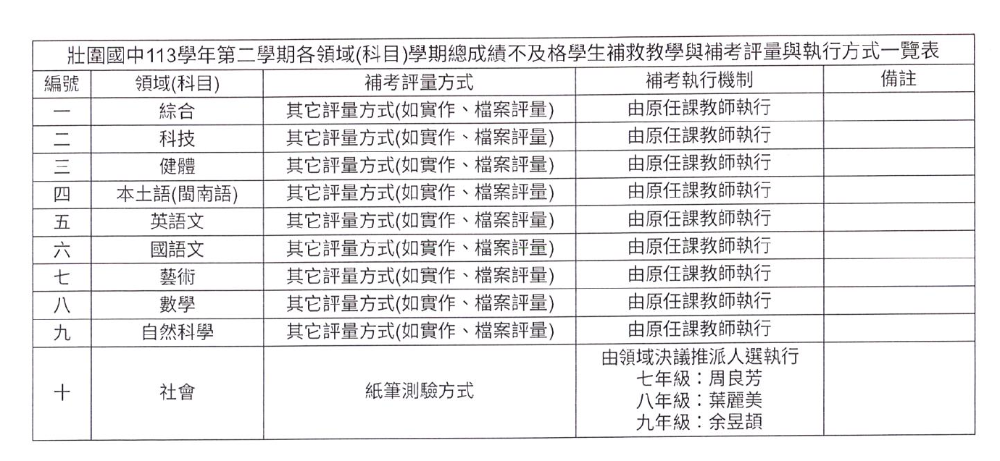 壯圍國中113學年第二學期各領域(科目)學期總成績不及格學生補救教學與補考評量與執行方式一覽表
編號 領域(科目) 補考評量方式 補考執行機制 備註
一 綜合 其它評量方式(如實作、檔案評量) 由原任課教師執行
二 科技 其它評量方式(如實作、檔案評量) 由原任課教師執行
三 健體 其它評量方式(如實作、檔案評量) 由原任課教師執行
四 本土語(閩南語) 其它評量方式(如實作、檔案評量) 由原任課教師執行
五 英語文 其它評量方式(如實作、檔案評量) 由原任課教師執行
六 國語文 其它評量方式(如實作、檔案評量) 由原任課教師執行
七 藝術 其它評量方式(如實作、檔案評量) 由原任課教師執行
八 數學 其它評量方式(如實作、檔案評量) 由原任課教師執行
九 自然科學 其它評量方式(如實作、檔案評量) 由原任課教師執行
十 社會 紙筆測驗方式 由領域決議推派人選執行
七年級：周良芳
八年級：葉麗美
九年級：余昱頡